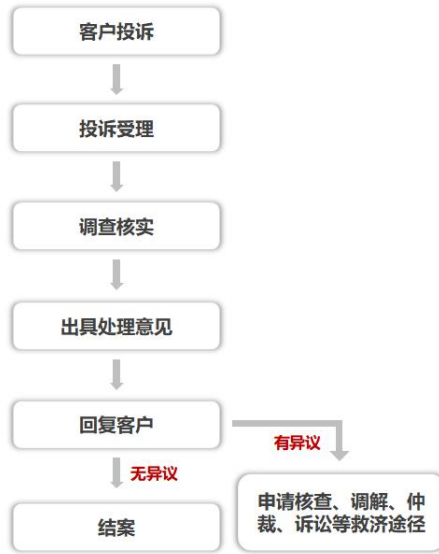 客户投诉
投诉受理
调查核实
出具处理意见
回复客户
有异议
无异议
申请核查、调解、仲
裁、诉讼等救济途径
结案